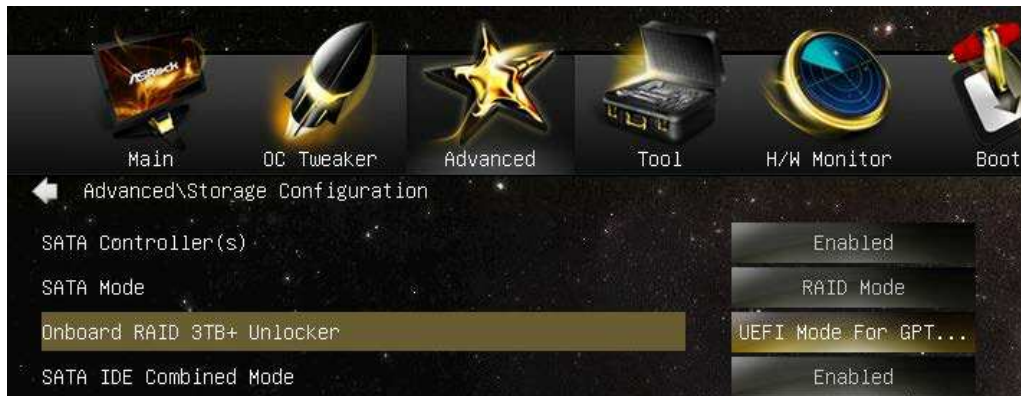 ASRock
Main OC Tweaker Advanced Tool H/W Monitor Boot
Advanced\Storage Configuration
SATA Controller(s) Enabled
SATA Mode RAID Mode
Onboard RAID 3TB+ Unlocker UEFI Mode For GPT...
SATA IDE Combined Mode Enabled